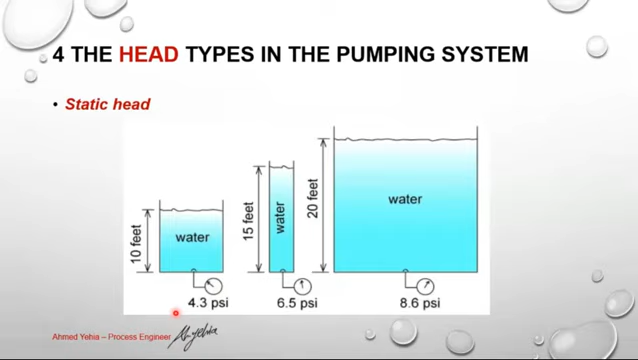 4 THE HEAD TYPES IN THE PUMPING SYSTEM
• Static head
10 feet
water
4.3 psi
15 feet
water
6.5 psi
20 feet
water
8.6 psi
Ahmed Yehia – Process Engineer